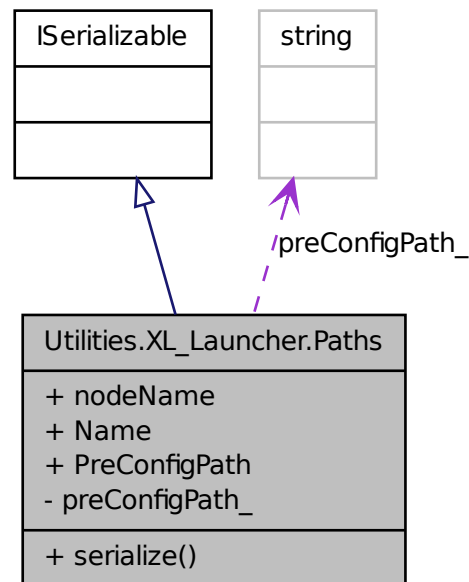 ISerializable
string
preConfigPath_
Utilities.XL_Launcher.Paths
+ nodeName
+ Name
+ PreConfigPath
- preConfigPath_
+ serialize()